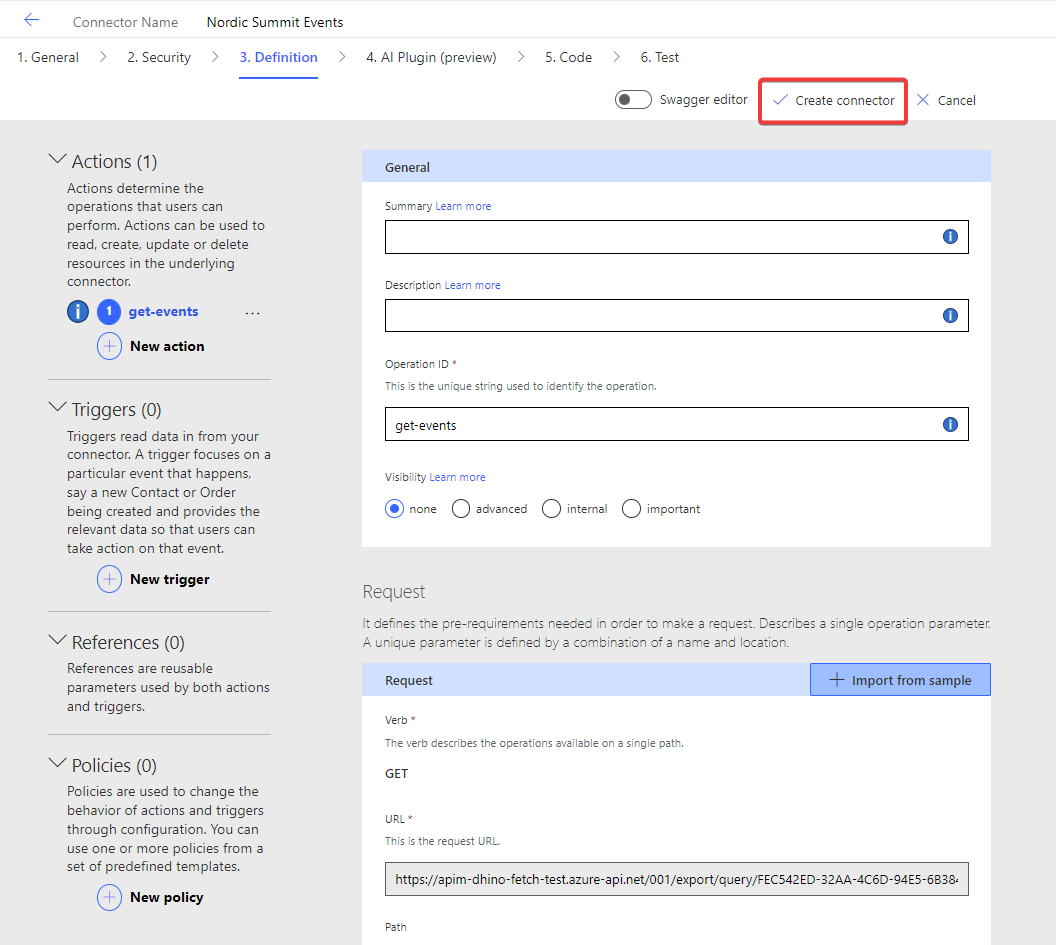 Connector Name Nordic Summit Events
1. General 2. Security 3. Definition 4. AI Plugin (preview) 5. Code 6. Test
Swagger editor Create connector Cancel
Actions (1)
Actions determine the
operations that users can
perform. Actions can be used to
read, create, update or delete
resources in the underlying
connector.
1 get-events ...
New action
Triggers (0)
Triggers read data in from your
connector. A trigger focuses on a
particular event that happens,
say a new Contact or Order
being created and provides the
relevant data so that users can
take action on that event.
New trigger
References (0)
References are reusable
parameters used by both actions
and triggers.
Policies (0)
Policies are used to change the
behavior of actions and triggers
through configuration. You can
use one or more policies from a
set of predefined templates.
New policy
General
Summary Learn more
Description Learn more
Operation ID *
This is the unique string used to identify the operation.
get-events
Visibility Learn more
none advanced internal important
Request
It defines the pre-requirements needed in order to make a request. Describes a single operation parameter.
A unique parameter is defined by a combination of a name and location.
Request Import from sample
Verb *
The verb describes the operations available on a single path.
GET
URL *
This is the request URL.
https://apim-dhino-fetch-test.azure-api.net/001/export/query/FEC542ED-32AA-4C6D-94E5-6B384
Path